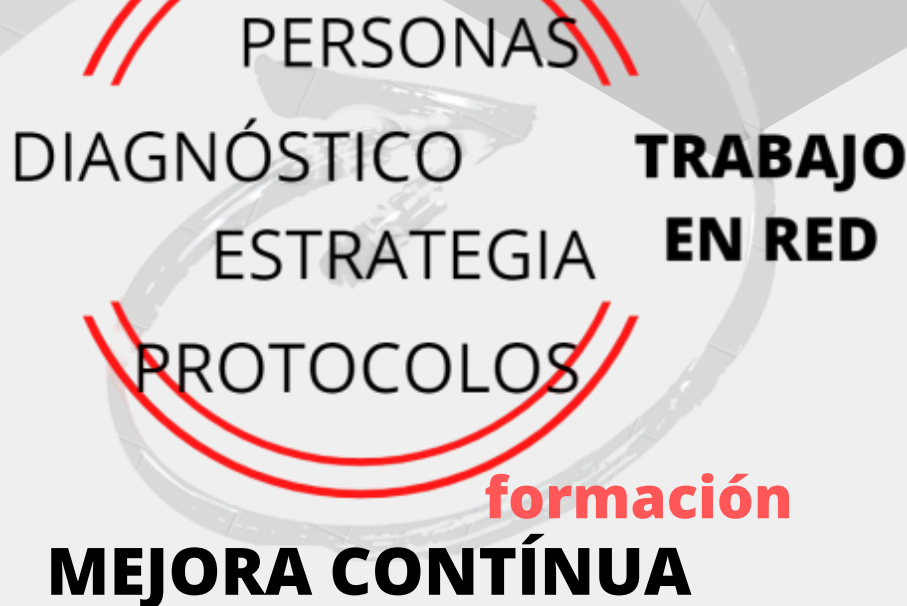 PERSONAS
DIAGNÓSTICO
TRABAJO
EN RED
ESTRATEGIA
PROTOCOLOS
formación
MEJORA CONTÍNUA